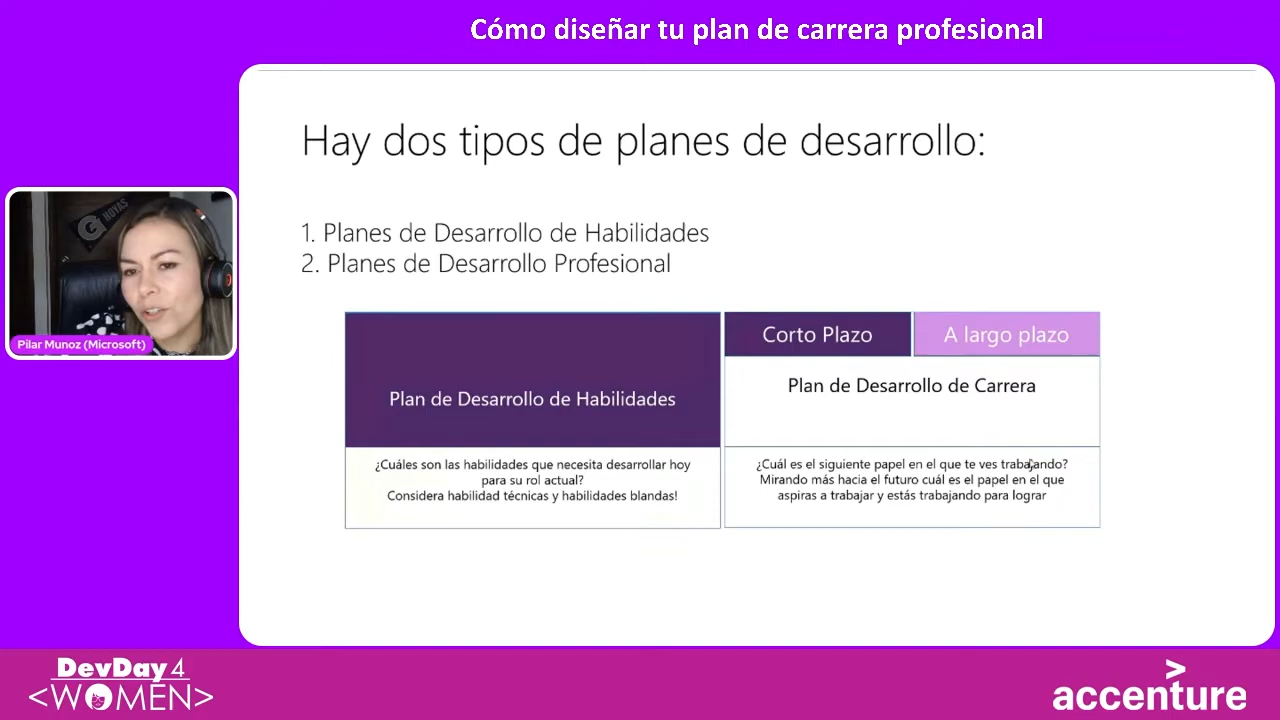 Cómo diseñar tu plan de carrera profesional
Hay dos tipos de planes de desarrollo:
1. Planes de Desarrollo de Habilidades
2. Planes de Desarrollo Profesional
G HOYAS
Pilar Munoz (Microsoft)
Corto Plazo
A largo plazo
Plan de Desarrollo de Habilidades
Plan de Desarrollo de Carrera
¿Cuáles son las habilidades que necesita desarrollar hoy
para su rol actual?
Considera habilidad técnicas y habilidades blandas!
¿Cuál es el siguiente papel en el que te ves trabajando?
Mirando más hacia el futuro cuál es el papel en el que
aspiras a trabajar y estás trabajando para lograr
DevDay 4
<WOMEN>
accenture